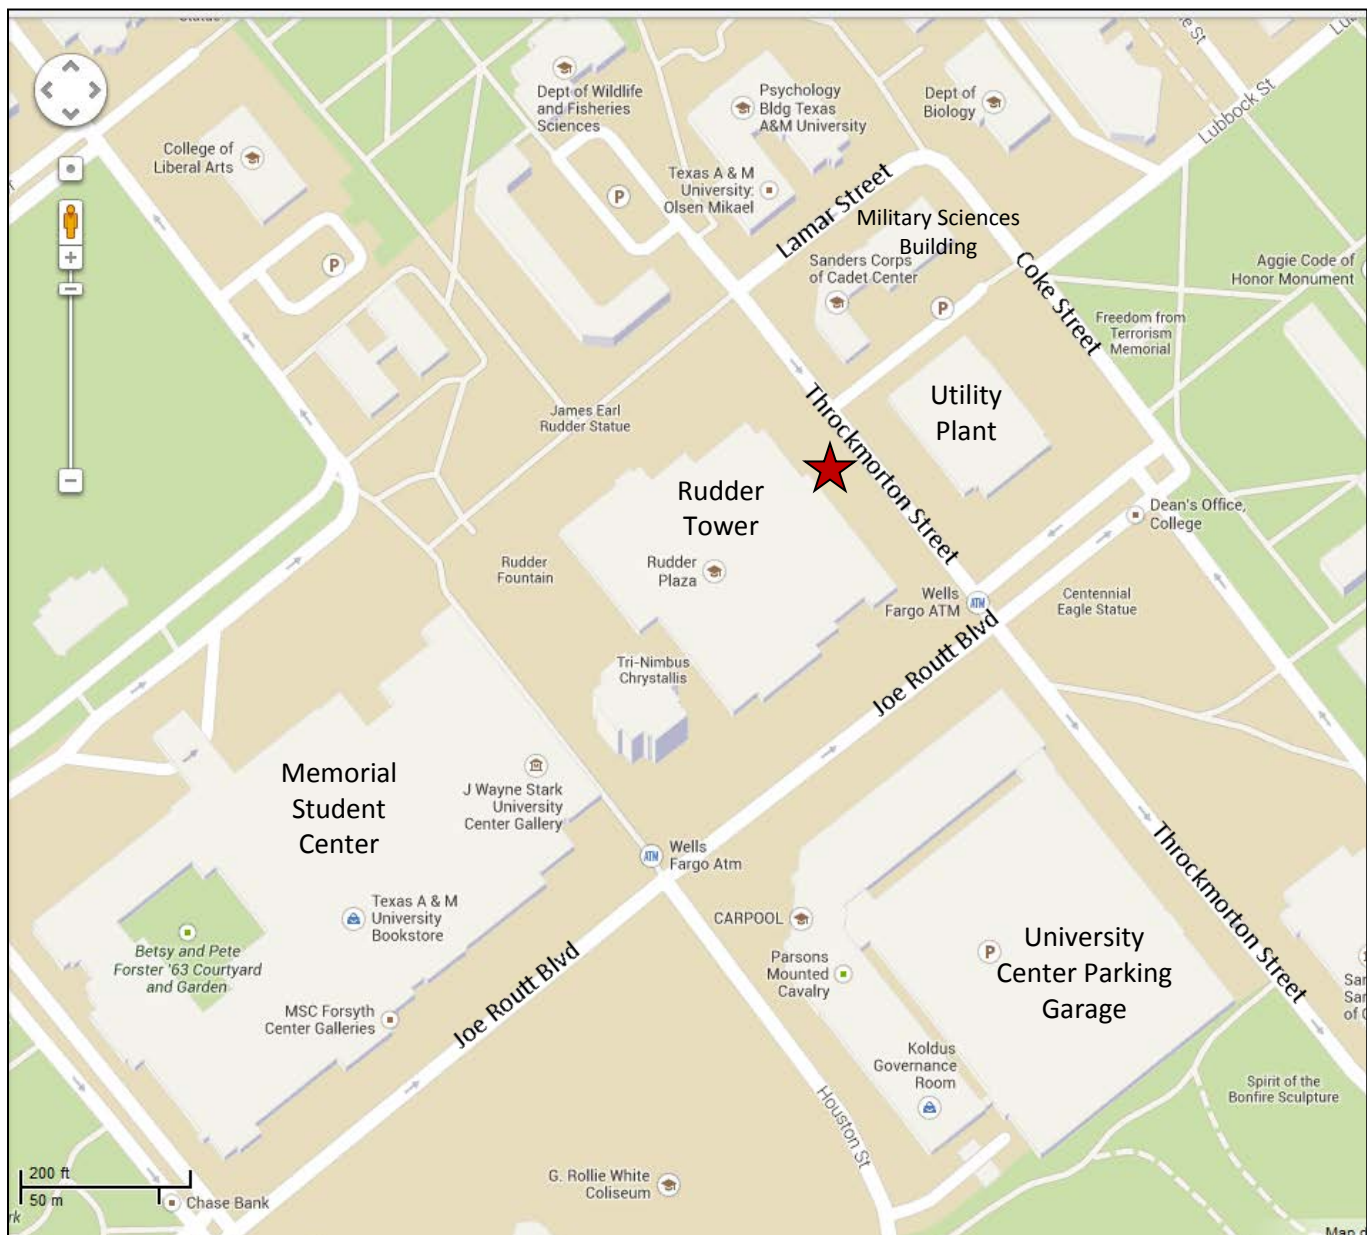 Lubbock St
Dept of Wildlife
and Fisheries
Sciences
Psychology
Bldg Texas
A&M University
Dept of
Biology
College of
Liberal Arts
P
Texas A & M
University:
Olsen Mikael
Lamar Street
Military Sciences
Building
Sanders Corps
of Cadet Center
P
P
Coke Street
Aggie Code of
Honor Monument
Freedom from
Terrorism
Memorial
Throckmorton Street
Utility
Plant
James Earl
Rudder Statue
Rudder
Tower
Dean's Office,
College
Rudder
Fountain
Rudder
Plaza
Wells
Fargo ATM
ATM
Centennial
Eagle Statue
Joe Routt Blvd
Tri-Nimbus
Chrystallis
Memorial
Student
Center
J Wayne Stark
University
Center Gallery
ATM
Wells
Fargo Atm
Throckmorton Street
Texas A & M
University
Bookstore
CARPOOL
Betsy and Pete
Forster '63 Courtyard
and Garden
Parsons
Mounted
Cavalry
P
University
Center Parking
Garage
MSC Forsyth
Center Galleries
Joe Routt Blvd
Koldus
Governance
Room
Houston St
Spirit of the
Bonfire Sculpture
200 ft
50 m
Chase Bank
G. Rollie White
Coliseum